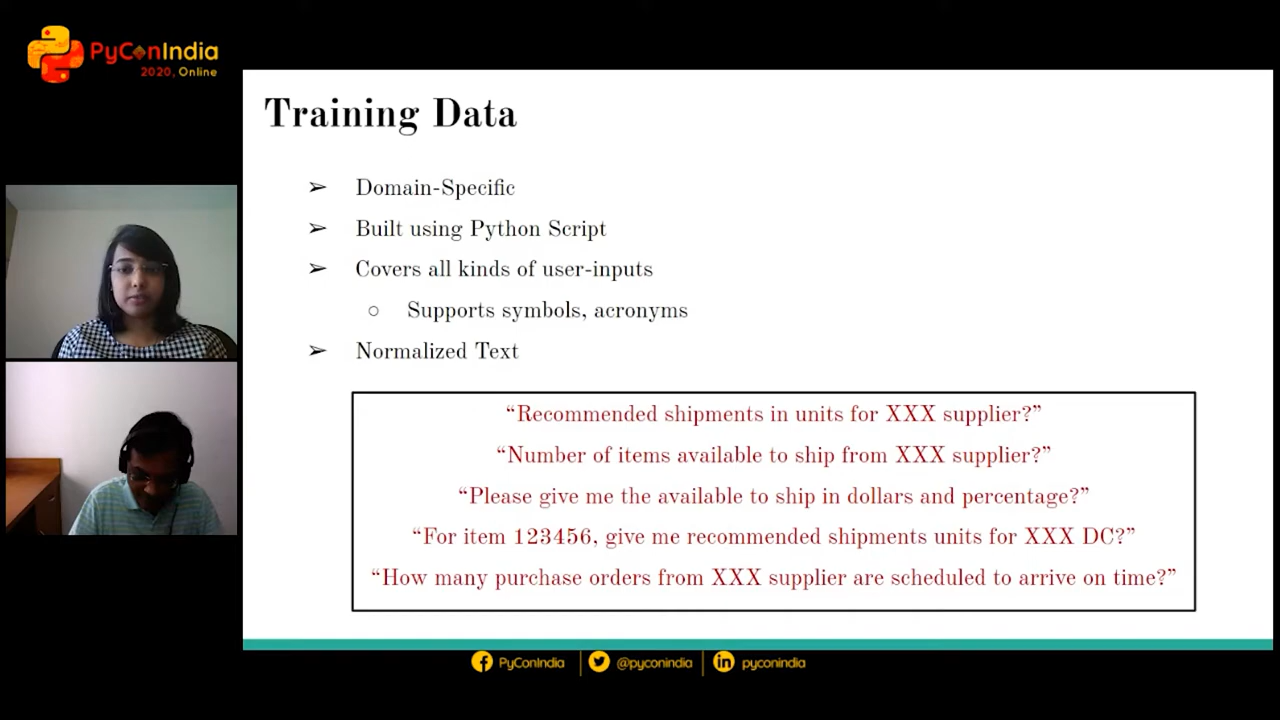 PyConIndia
2020, Online
Training Data
➢ Domain-Specific
➢ Built using Python Script
➢ Covers all kinds of user-inputs
○ Supports symbols, acronyms
➢ Normalized Text
“Recommended shipments in units for XXX supplier?”
“Number of items available to ship from XXX supplier?”
“Please give me the available to ship in dollars and percentage?”
“For item 123456, give me recommended shipments units for XXX DC?”
“How many purchase orders from XXX supplier are scheduled to arrive on time?”
PyConIndia | @pyconindia | pyconindia